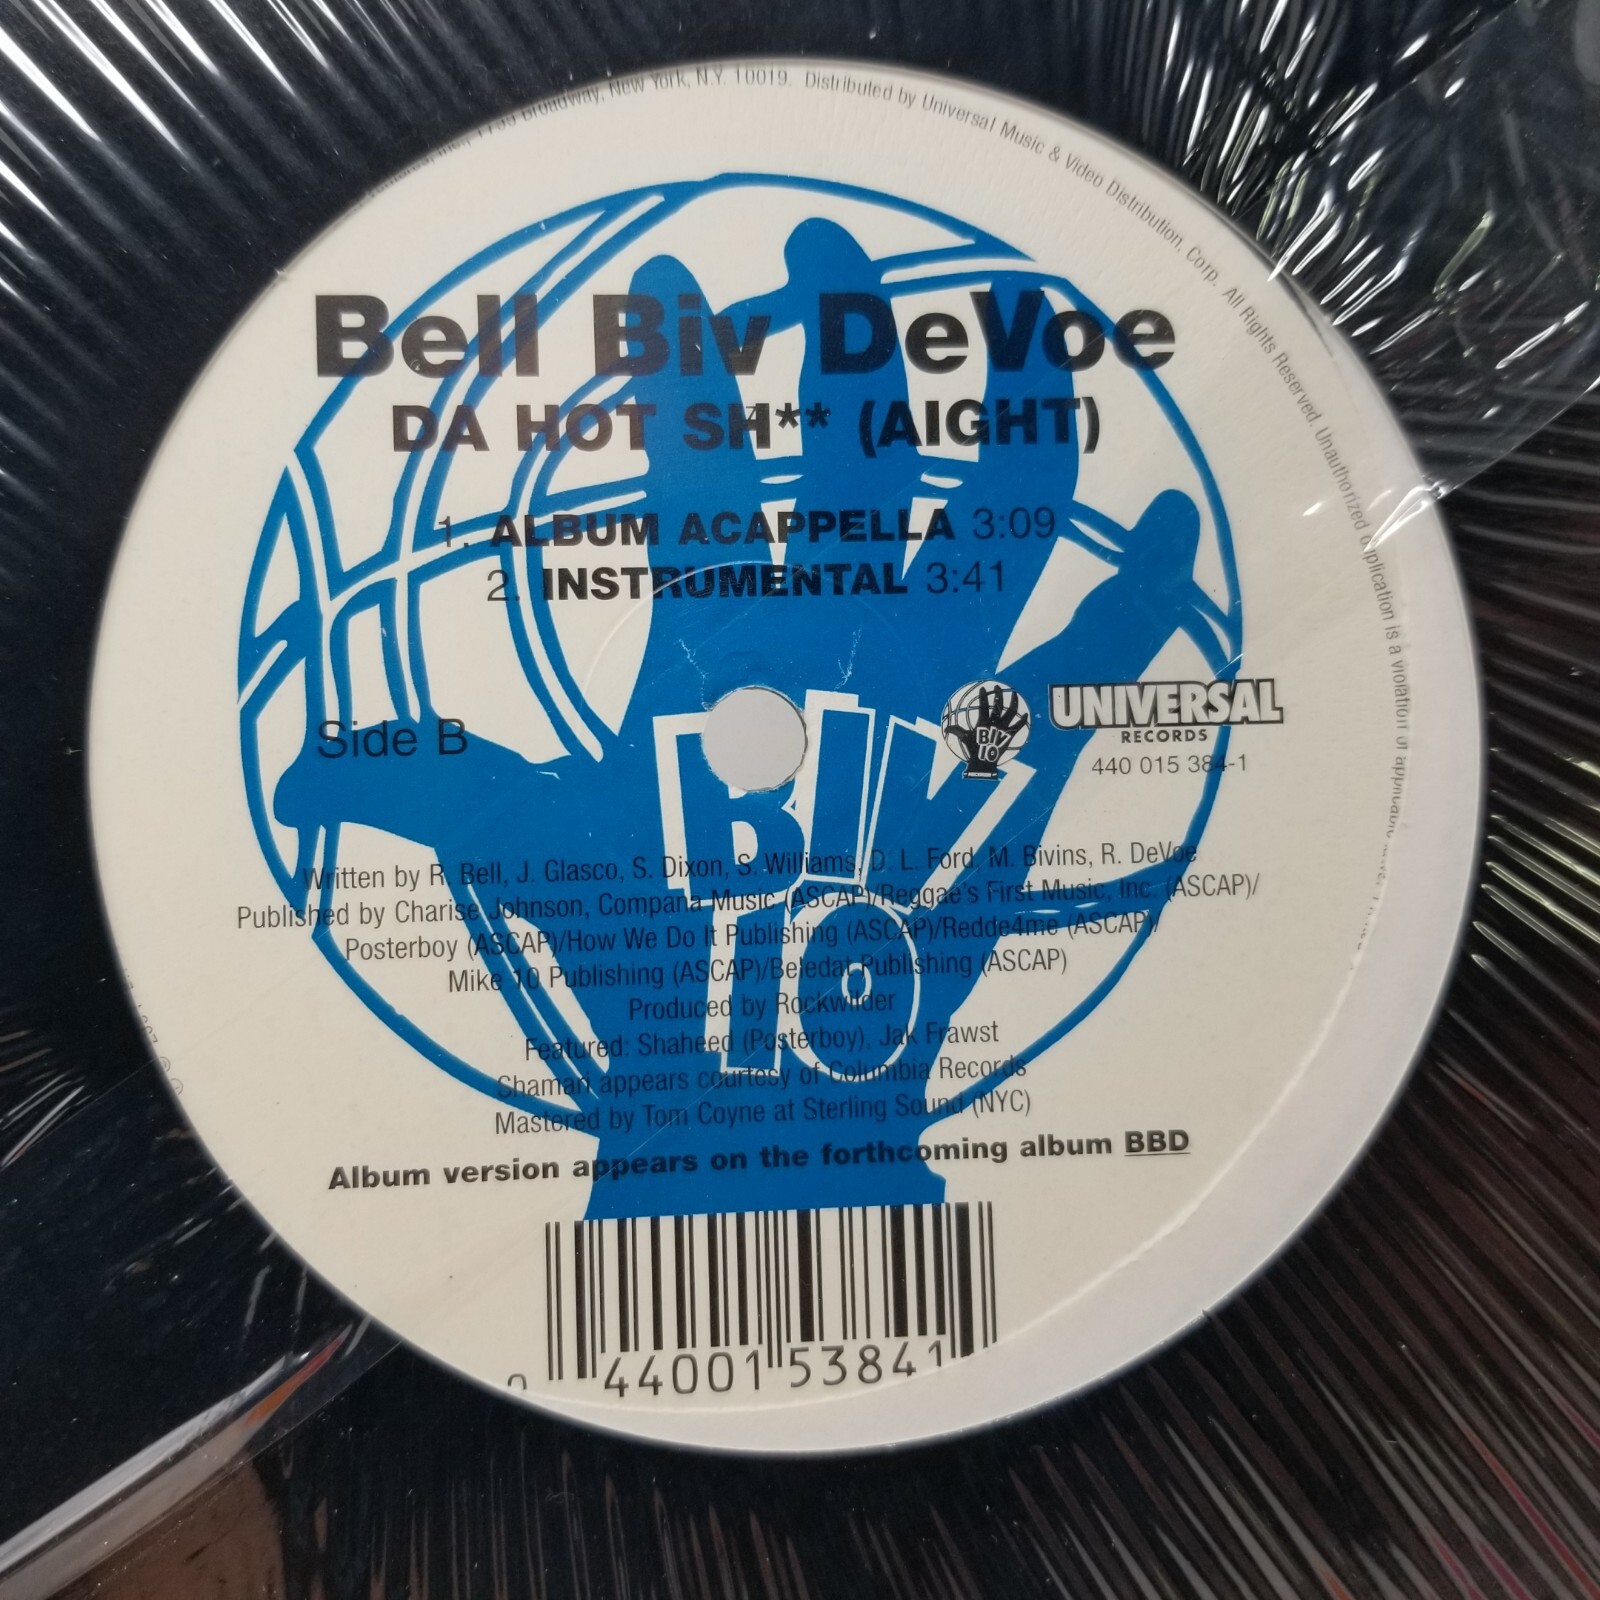 Broadway, New York, N.Y. 10019. Distributed by Universal Music & Video Distribution, Corp. All Rights Reserved. Unauthorized duplication is a violation of applicable
Bell Biv DeVoe
DA HOT SH** (AIGHT)
1. ALBUM ACAPPELLA 3:09
2. INSTRUMENTAL 3:41
Side B
BIV
10
BIV
10
UNIVERSAL
RECORDS
440 015 384-1
Written by R. Bell, J. Glasco, S. Dixon, S. Williams, D. L. Ford, M. Bivins, R. DeVoe
Published by Charise Johnson, Compana Music (ASCAP)/Reggae's First Music, Inc. (ASCAP)/
Posterboy (ASCAP)/How We Do It Publishing (ASCAP)/Redde4me (ASCAP)/
Mike 10 Publishing (ASCAP)/Beledat Publishing (ASCAP)
Produced by Rockwilder
Featured: Shaheed (Posterboy), Jak Frawst
Shamari appears courtesy of Columbia Records
Mastered by Tom Coyne at Sterling Sound (NYC)
Album version appears on the forthcoming album BBD
44001 53841